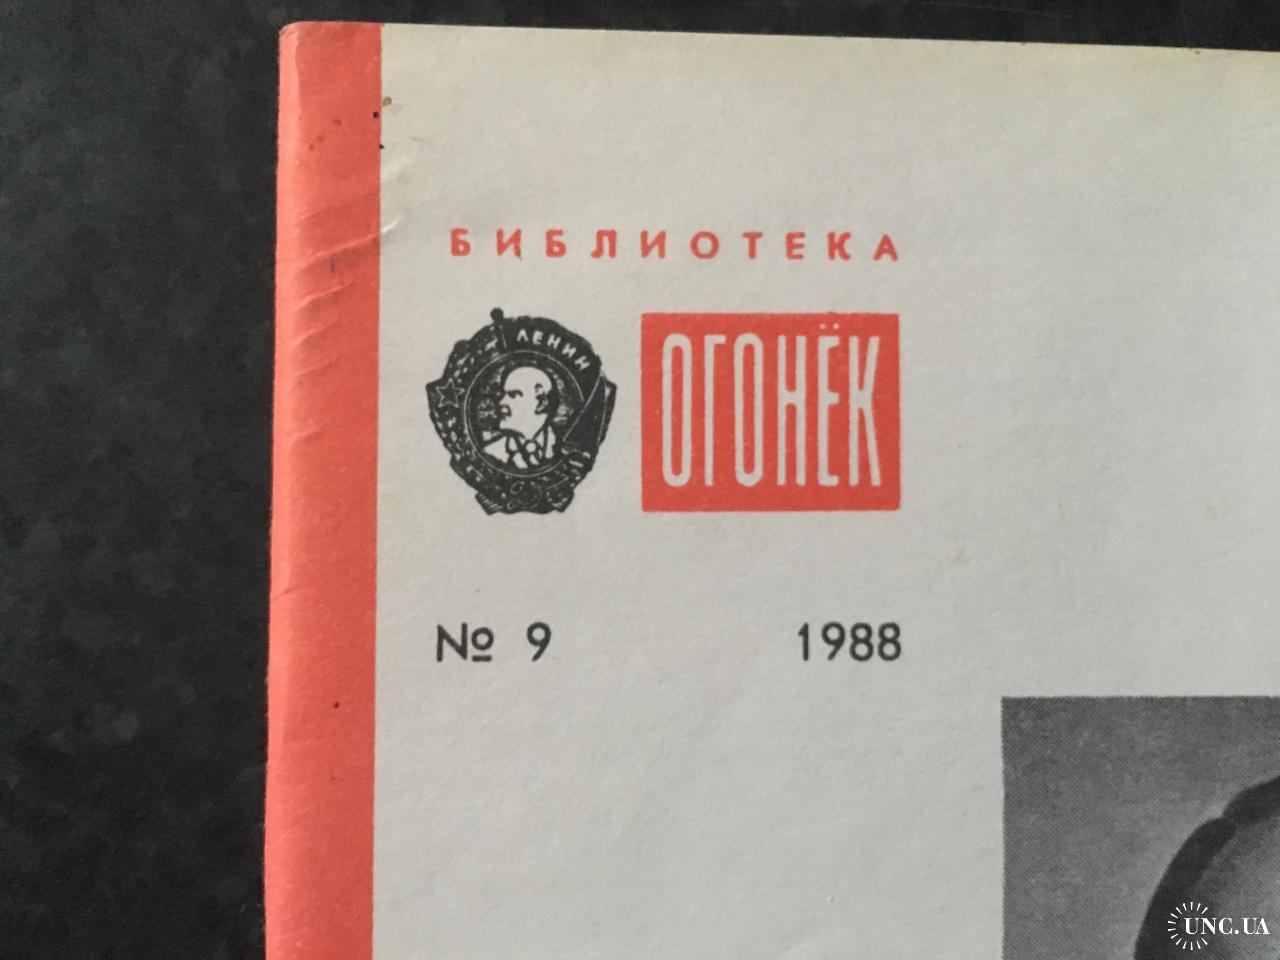 БИБЛИОТЕКА
ЛЕНИН
ОГОНЁК
№ 9 1988
UNC.UA